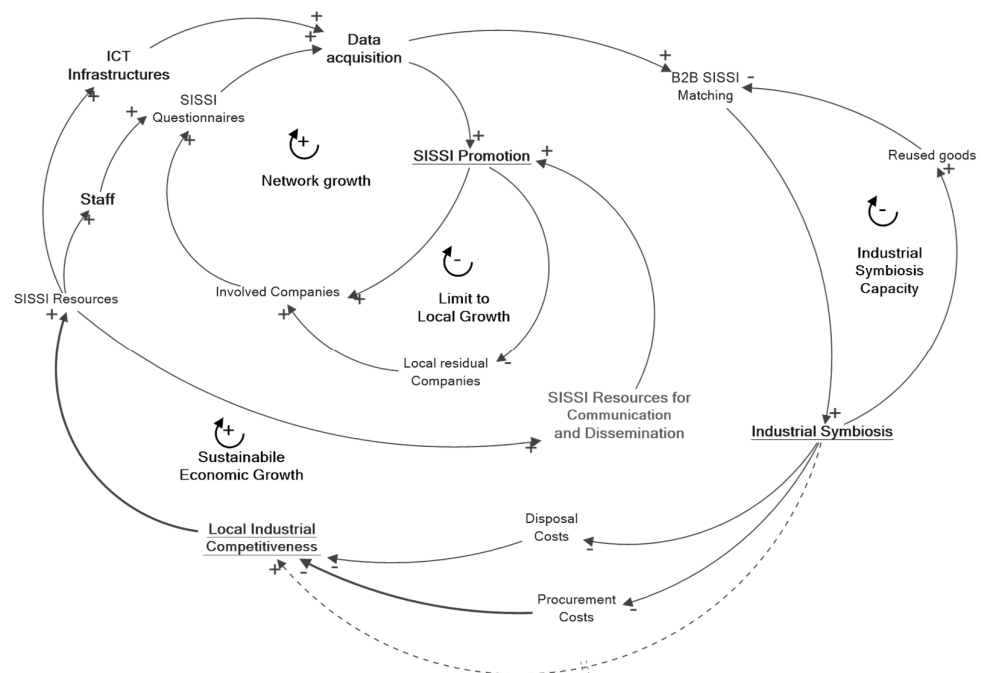 Data
acquisition
ICT
Infrastructures
SISSI
Questionnaires
B2B SISSI
Matching
SISSI Promotion
Reused goods
Network growth
Staff
Industrial
Symbiosis
Capacity
SISSI Resources
Involved Companies
Limit to
Local Growth
Local residual
Companies
SISSI Resources for
Communication
and Dissemination
Industrial Symbiosis
Sustainabile
Economic Growth
Local Industrial
Competitiveness
Disposal
Costs
Procurement
Costs